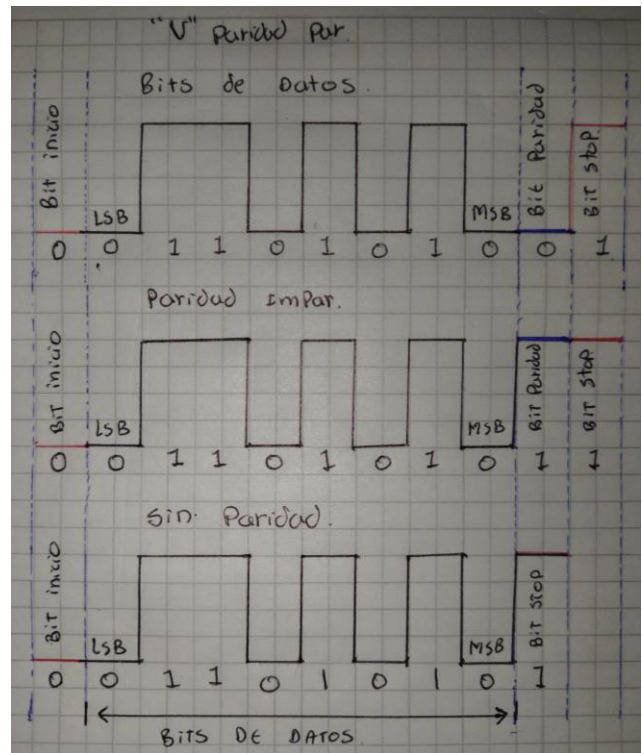 "V" Paridad Par.
Bits de Datos.
Bit inicio
LSB
MSB
Bit Paridad
Bit Stop.
0 0 1 1 0 1 0 1 0 0 1
Paridad Impar.
BiT inicio
LSB
MSB
BiT Paridad
BiT Stop
0 0 1 1 0 1 0 1 0 1 1
Sin. Paridad.
BiT inicio
LSB
MSB
BiT STOP
0 0 1 1 0 1 0 1 0 1
BiTS DE DATOS